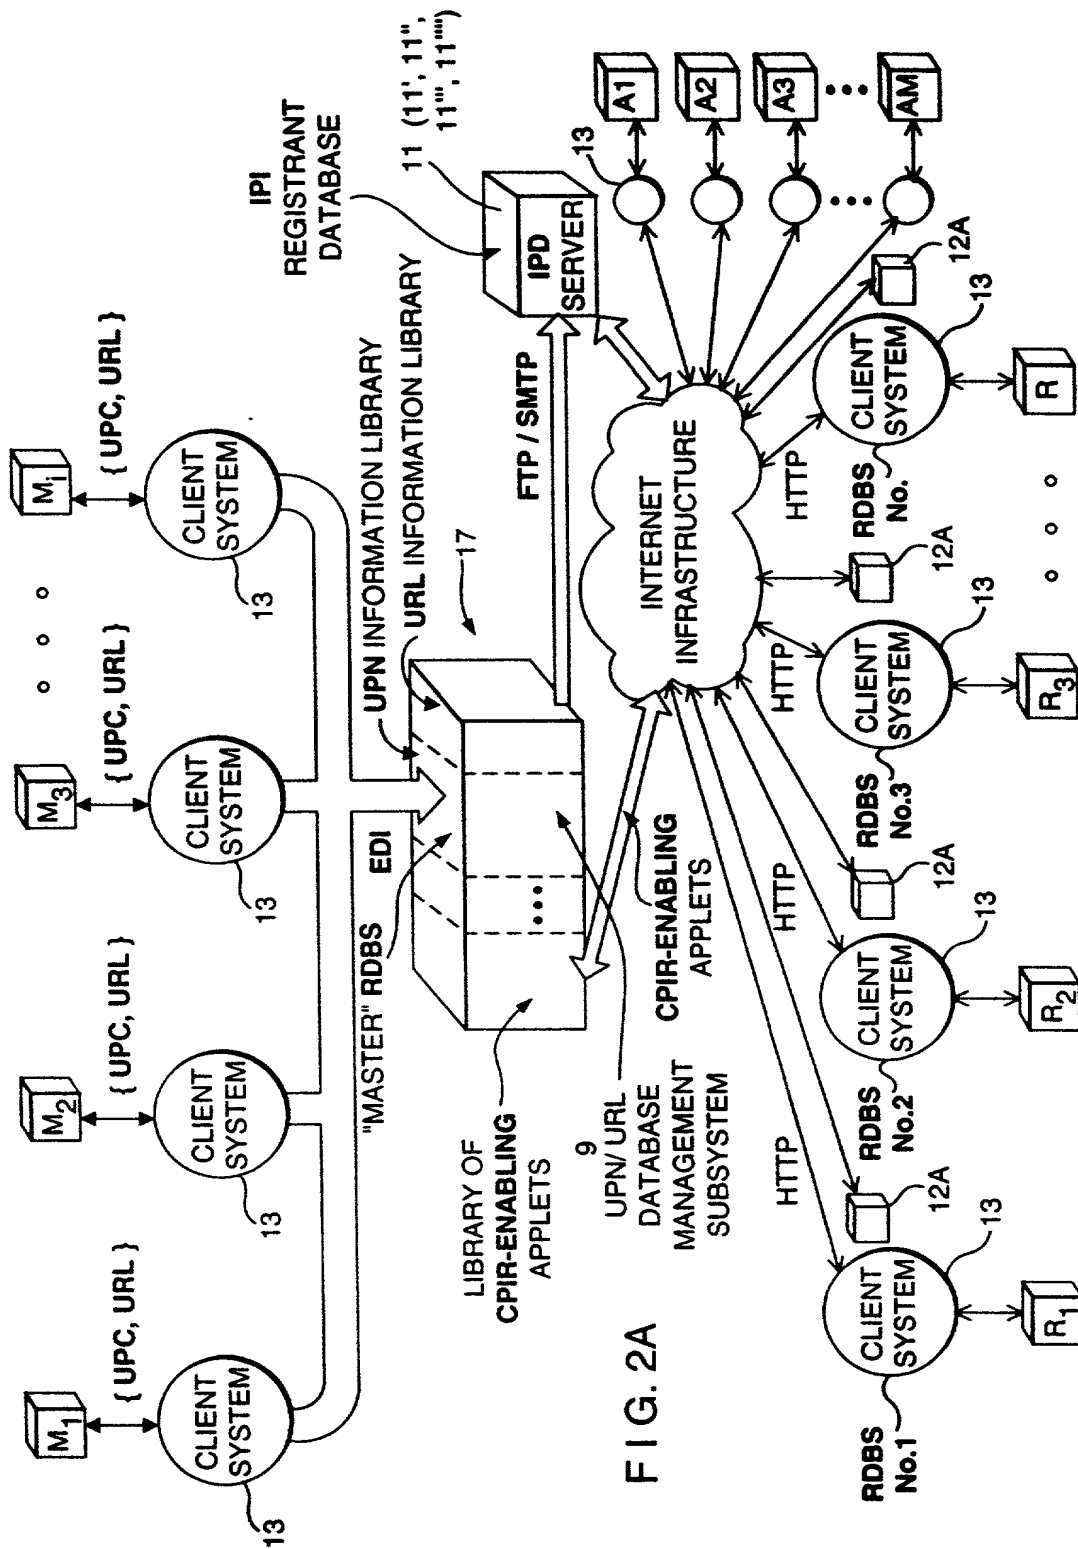 M1
M2
M3
Mi
{ UPC, URL }
{ UPC, URL }
{ UPC, URL }
{ UPC, URL }
CLIENT
SYSTEM
CLIENT
SYSTEM
CLIENT
SYSTEM
CLIENT
SYSTEM
13
13
13
13
"MASTER" RDBS
EDI
UPN INFORMATION LIBRARY
URL INFORMATION LIBRARY
17
IPI
REGISTRANT
DATABASE
11 (11', 11'',
11''', 11'''')
IPD
SERVER
FTP / SMTP
LIBRARY OF
CPIR-ENABLING
APPLETS
9
UPN/ URL
DATABASE
MANAGEMENT
SUBSYSTEM
CPIR-ENABLING
APPLETS
INTERNET
INFRASTRUCTURE
13
A1
A2
A3
AM
HTTP
HTTP
HTTP
HTTP
12A
12A
12A
12A
RDBS
No.1
CLIENT
SYSTEM
13
RDBS
No.2
CLIENT
SYSTEM
13
RDBS
No.3
CLIENT
SYSTEM
13
RDBS
No.
CLIENT
SYSTEM
13
R1
R2
R3
R
FIG. 2A